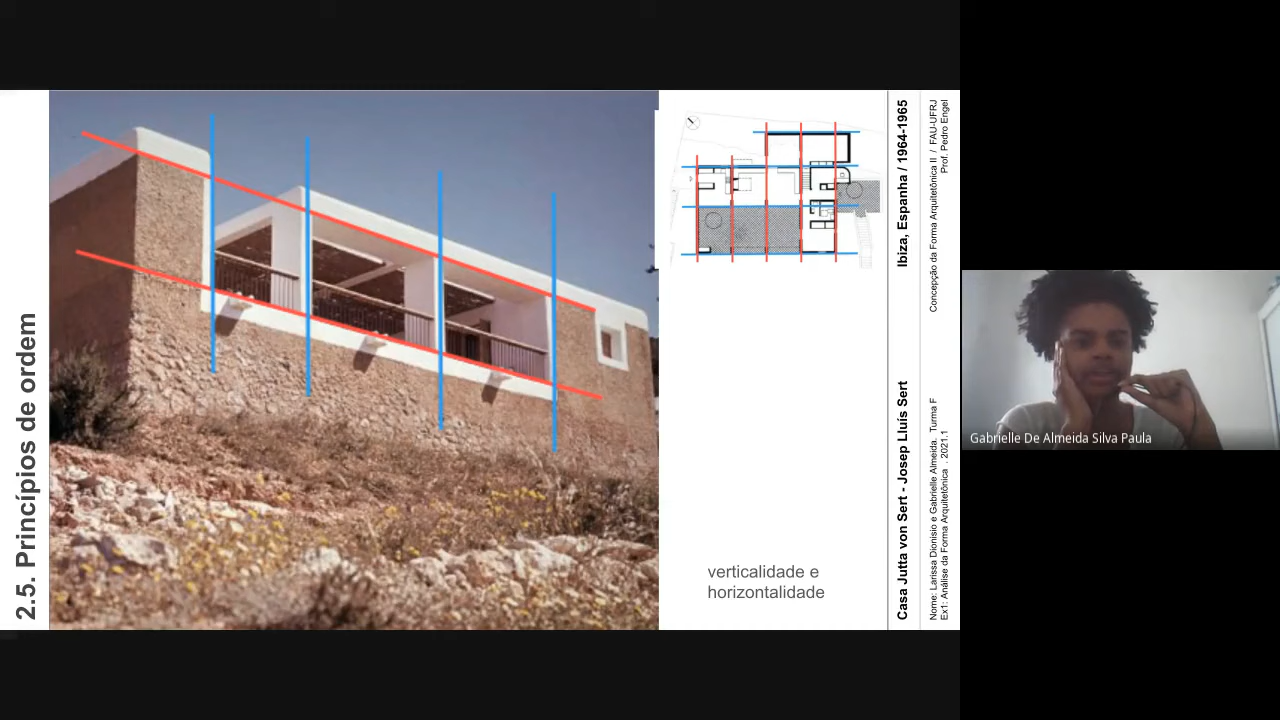 2.5. Princípios de ordem
verticalidade e
horizontalidade
Casa Jutta von Sert - Josep Lluís Sert
Ibiza, Espanha / 1964-1965
Nome: Larissa Dionisio e Gabrielle Almeida. Turma F
Ex1: Análise da Forma Arquitetônica . 2021.1
Concepção da Forma Arquitetônica II / FAU-UFRJ
Prof. Pedro Engel
Gabrielle De Almeida Silva Paula